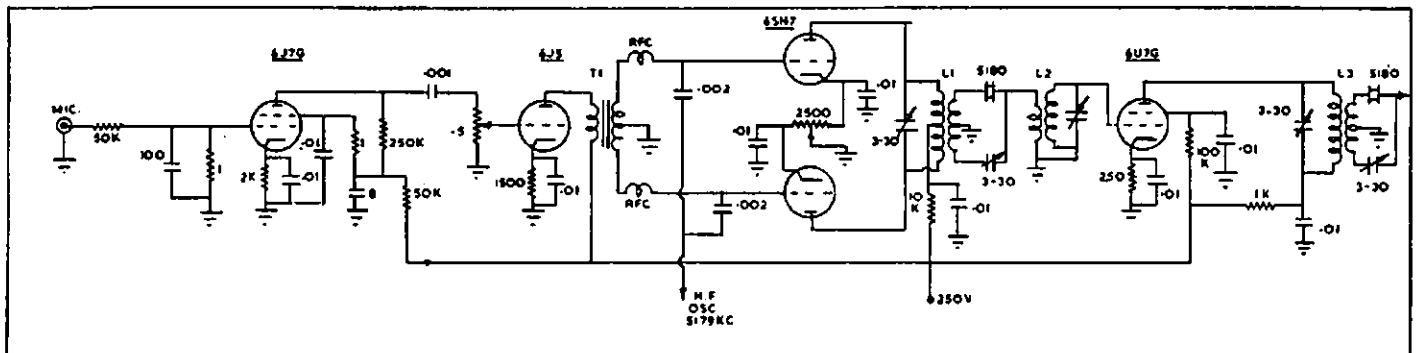 MIC.
50K
100
1
6J7G
2K
.01
.01
1
8
250K
50K
.001
.5
6J5
1500
.01
T1
RFC
RFC
.002
.002
H.F
OSC
5179KC
6SN7
.01
2500
.01
3-30
L1
5180
3-30
10
K
.01
250V
L2
6U7G
250
.01
100
K
.01
1K
3-30
.01
L3
5180
3-30